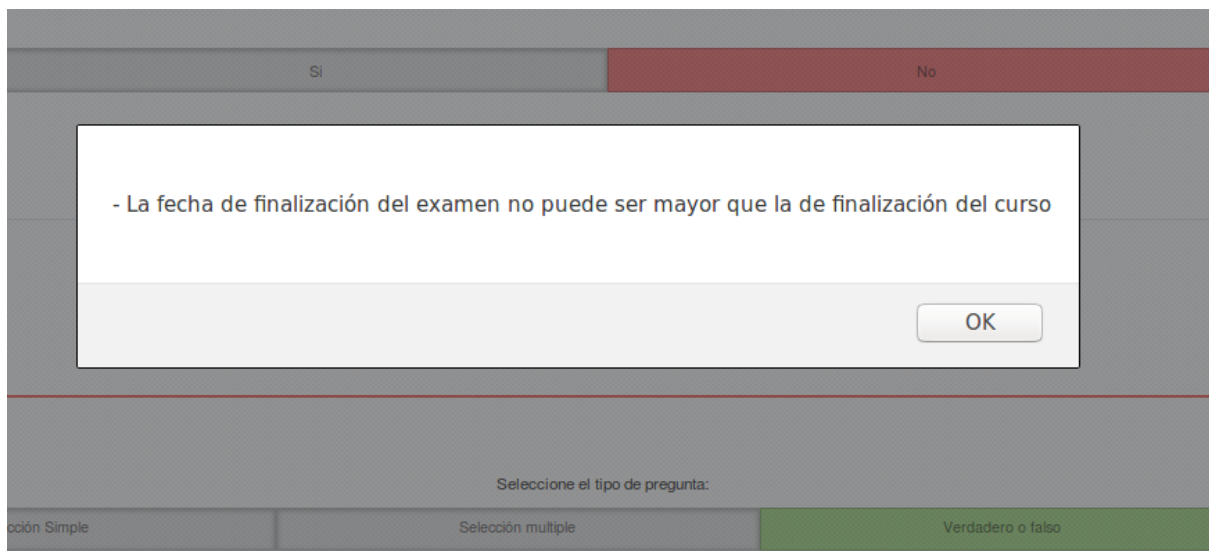 Si
No
- La fecha de finalización del examen no puede ser mayor que la de finalización del curso
OK
Seleccione el tipo de pregunta:
cción Simple
Selección multiple
Verdadero o falso